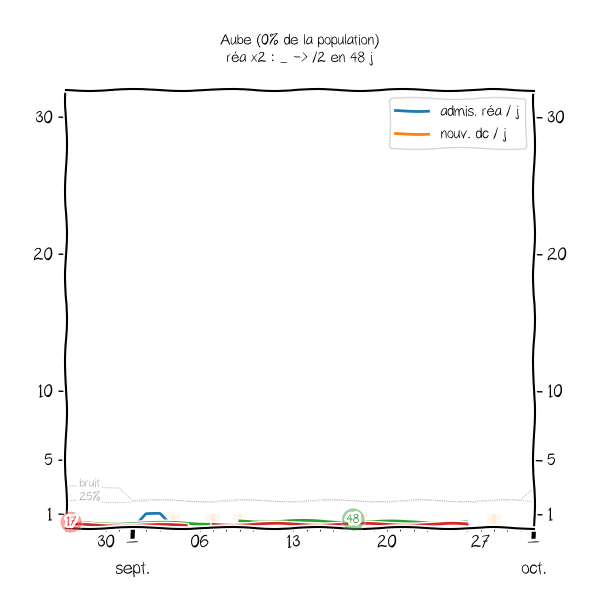 Aube (0% de la population)
réa x2 : _ -> /2 en 48 j
admis. réa / j
nouv. dc / j
30
30
20
20
10
10
5
5
bruit
25%
1
1
17
48
30
06
13
20
27
sept.
oct.